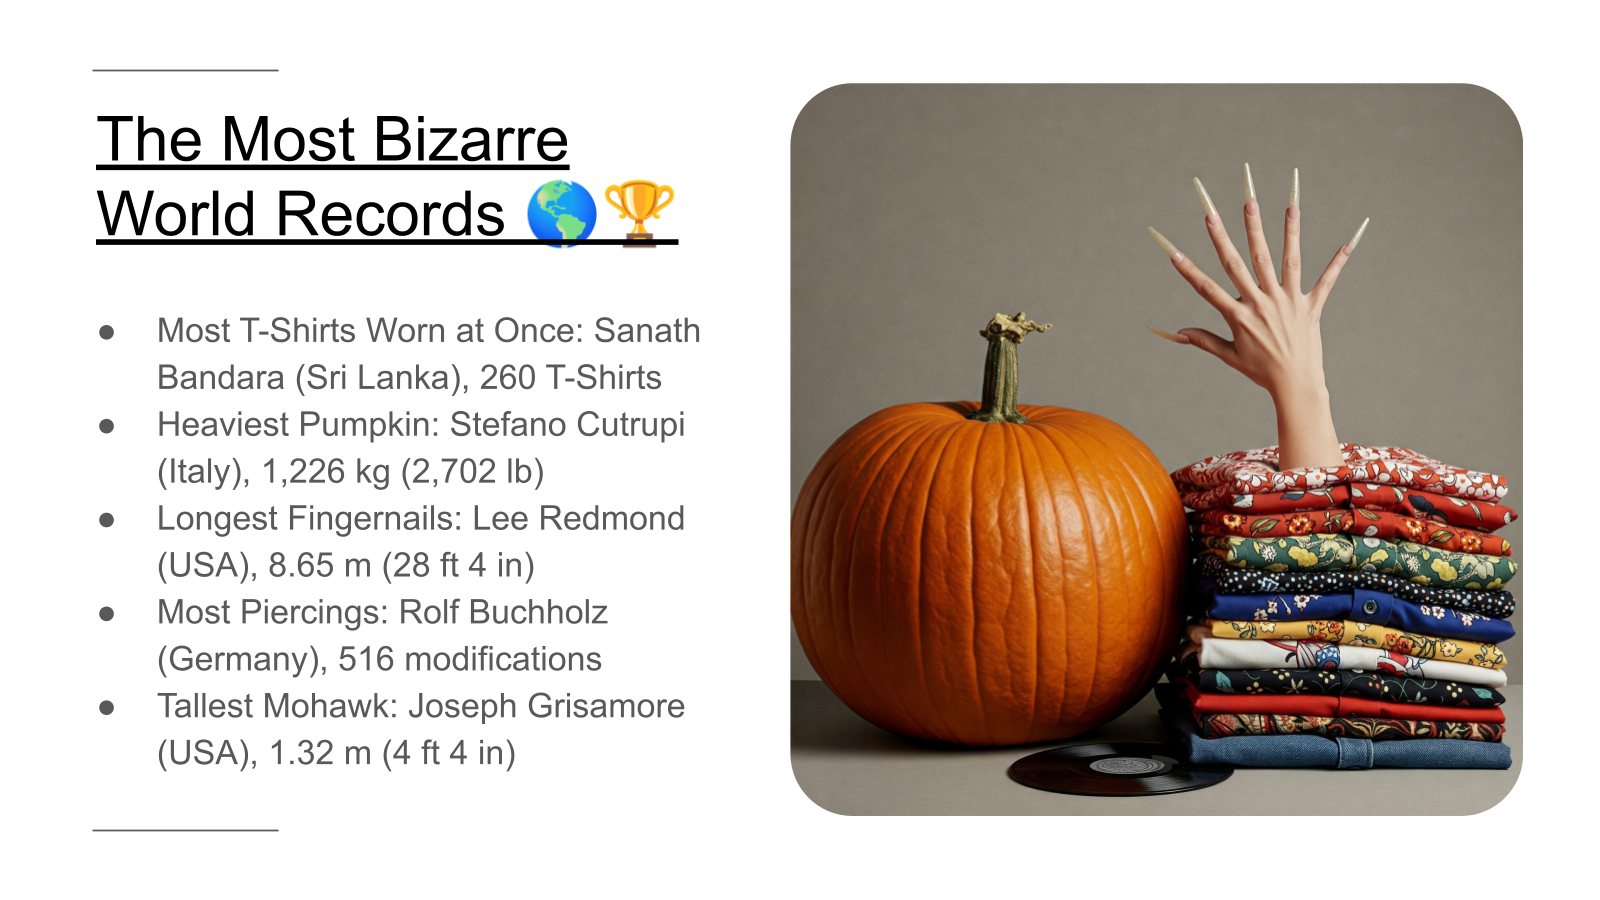 The Most Bizarre
World Records 🌎🏆
● Most T-Shirts Worn at Once: Sanath
Bandara (Sri Lanka), 260 T-Shirts
● Heaviest Pumpkin: Stefano Cutrupi
(Italy), 1,226 kg (2,702 lb)
● Longest Fingernails: Lee Redmond
(USA), 8.65 m (28 ft 4 in)
● Most Piercings: Rolf Buchholz
(Germany), 516 modifications
● Tallest Mohawk: Joseph Grisamore
(USA), 1.32 m (4 ft 4 in)